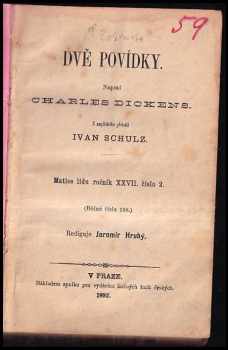 59
DVĚ POVÍDKY.
Napsal
CHARLES DICKENS.
Z anglického přeložil
IVAN SCHULZ.
Matice lidu ročník XXVII. číslo 2.
(Běžné číslo 158.)
Rediguje Jaromír Hrubý.
V PRAZE.
Nákladem spolku pro vydávání laciných knih českých.
1893.